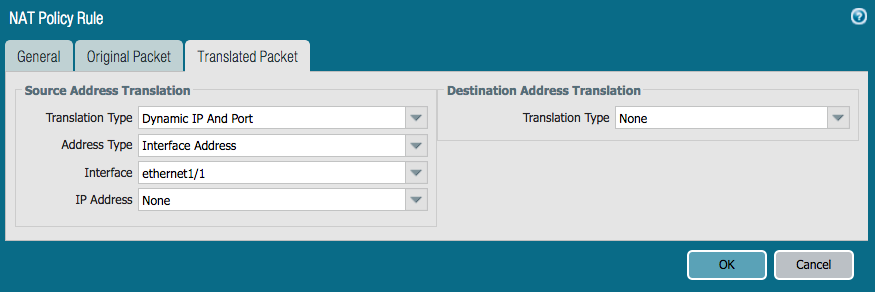 NAT Policy Rule
General Original Packet Translated Packet
Source Address Translation
Translation Type Dynamic IP And Port
Address Type Interface Address
Interface ethernet1/1
IP Address None
Destination Address Translation
Translation Type None
OK Cancel